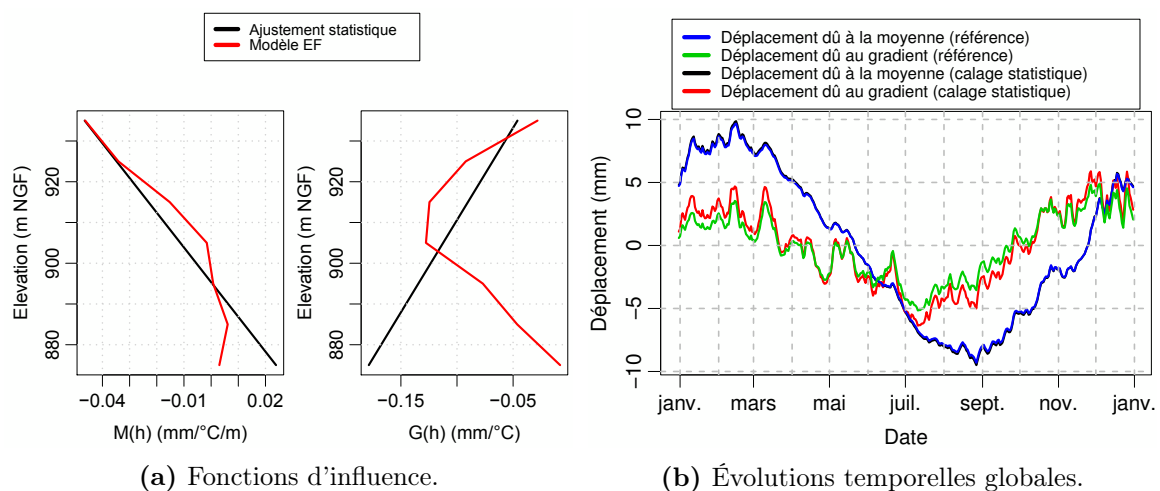 Ajustement statistique
Modèle EF
Elevation (m NGF)
880
900
920
−0.04
−0.01
0.02
M(h) (mm/°C/m)
Elevation (m NGF)
880
900
920
−0.15
−0.05
G(h) (mm/°C)
(a) Fonctions d'influence.
Déplacement dû à la moyenne (référence)
Déplacement dû au gradient (référence)
Déplacement dû à la moyenne (calage statistique)
Déplacement dû au gradient (calage statistique)
Déplacement (mm)
10
5
0
−5
−10
janv.
mars
mai
juil.
sept.
nov.
janv.
Date
(b) Évolutions temporelles globales.